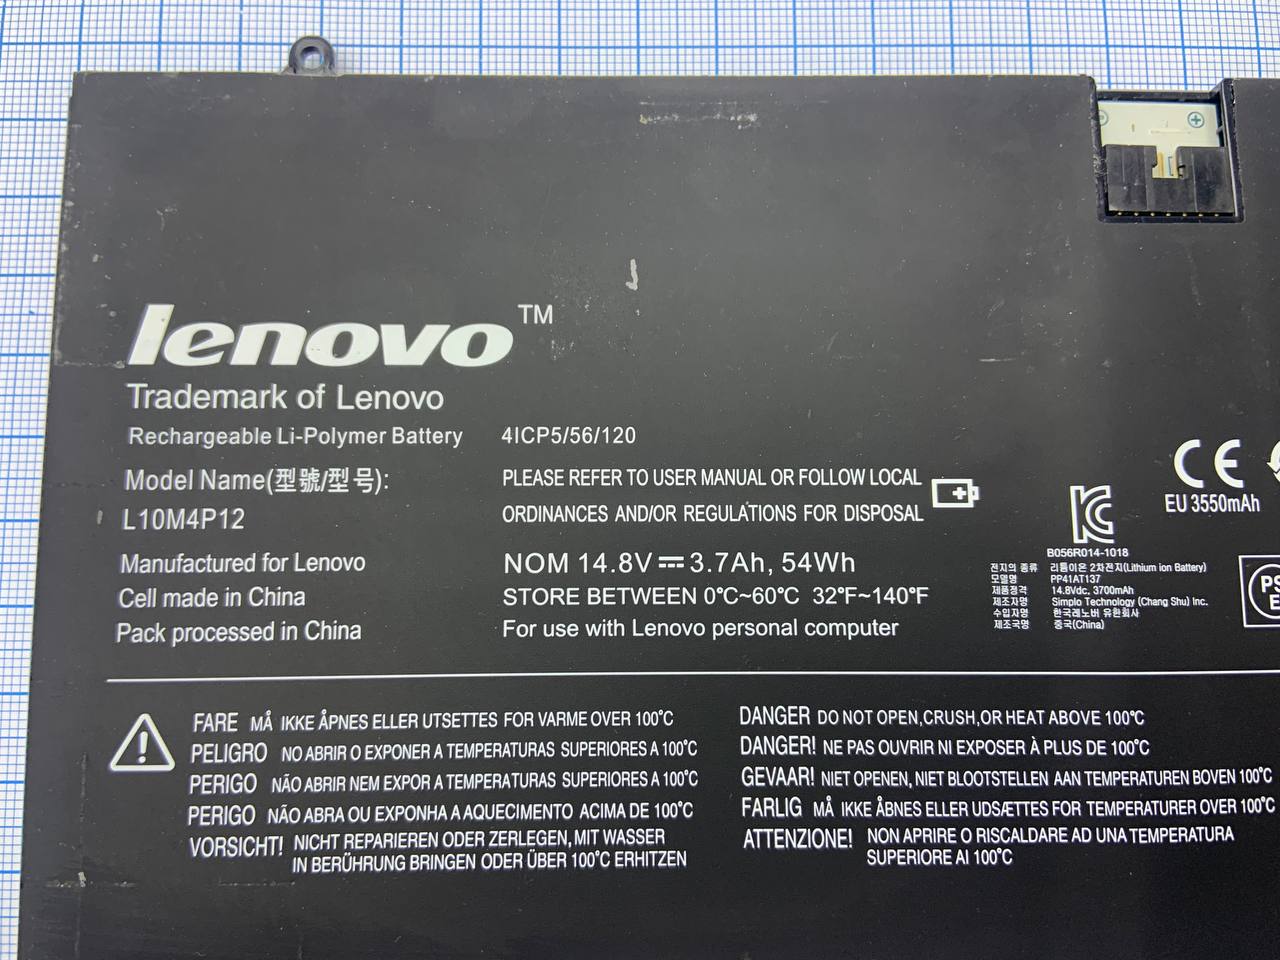 lenovo™
Trademark of Lenovo
Rechargeable Li-Polymer Battery
4ICP5/56/120
Model Name(型號/型号):
L10M4P12
PLEASE REFER TO USER MANUAL OR FOLLOW LOCAL
ORDINANCES AND/OR REGULATIONS FOR DISPOSAL
Manufactured for Lenovo
Cell made in China
Pack processed in China
NOM 14.8V ⎓ 3.7Ah, 54Wh
STORE BETWEEN 0°C~60°C 32°F~140°F
For use with Lenovo personal computer
CE
EU 3550mAh
B056R014-1018
전지의 종류 리튬이온 2차전지(Lithium ion Battery)
모델명 PP41AT137
제품정격 14.8Vdc, 3700mAh
제조자명 Simplo Technology (Chang Shu) Inc.
수입자명 한국레노버 유한회사
제조국명 중국(China)
PS
E
FARE MÅ IKKE ÅPNES ELLER UTSETTES FOR VARME OVER 100°C
PELIGRO NO ABRIR O EXPONER A TEMPERATURAS SUPERIORES A 100°C
PERIGO NÃO ABRIR NEM EXPOR A TEMPERATURAS SUPERIORES A 100°C
PERIGO NÃO ABRA OU EXPONHA A AQUECIMENTO ACIMA DE 100°C
VORSICHT! NICHT REPARIEREN ODER ZERLEGEN, MIT WASSER
IN BERÜHRUNG BRINGEN ODER ÜBER 100°C ERHITZEN
DANGER DO NOT OPEN,CRUSH,OR HEAT ABOVE 100°C
DANGER! NE PAS OUVRIR NI EXPOSER À PLUS DE 100°C
GEVAAR! NIET OPENEN, NIET BLOOTSTELLEN AAN TEMPERATUREN BOVEN 100°C
FARLIG MÅ IKKE ÅBNES ELLER UDSÆTTES FOR TEMPERATURER OVER 100°C
ATTENZIONE! NON APRIRE O RISCALDARE AD UNA TEMPERATURA
SUPERIORE AI 100°C